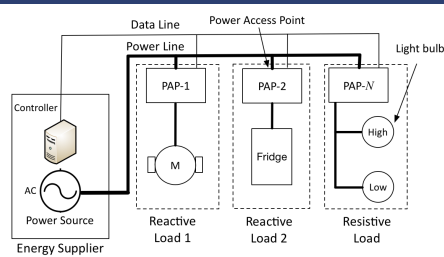 Data Line
Power Access Point
Power Line
Light bulb
Controller
PAP-1
PAP-2
PAP-N
High
M
Fridge
AC
Low
Power Source
Energy Supplier
Reactive
Load 1
Reactive
Load 2
Resistive
Load